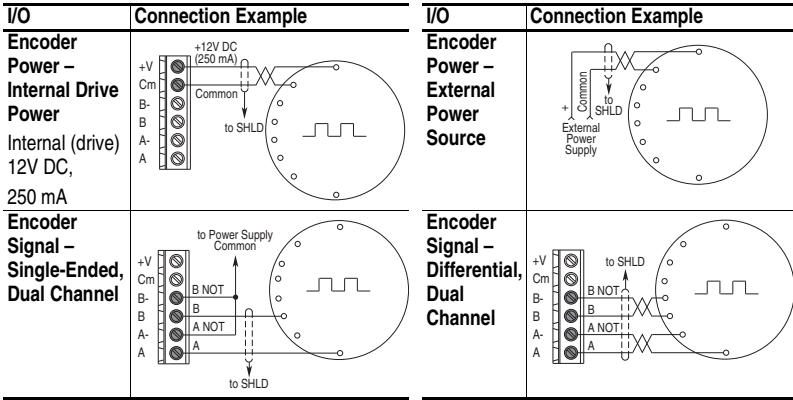 I/O
Connection Example
Encoder
Power –
Internal Drive
Power
Internal (drive)
12V DC,
250 mA
+V
Cm
B-
B
A-
A
+12V DC
(250 mA)
Common
to SHLD
I/O
Connection Example
Encoder
Power –
External
Power
Source
+
Common
to
SHLD
External
Power
Supply
Encoder
Signal –
Single-Ended,
Dual Channel
+V
Cm
B-
B
A-
A
to Power Supply
Common
B NOT
B
A NOT
A
to SHLD
Encoder
Signal –
Differential,
Dual
Channel
+V
Cm
B-
B
A-
A
to SHLD
B NOT
B
A NOT
A